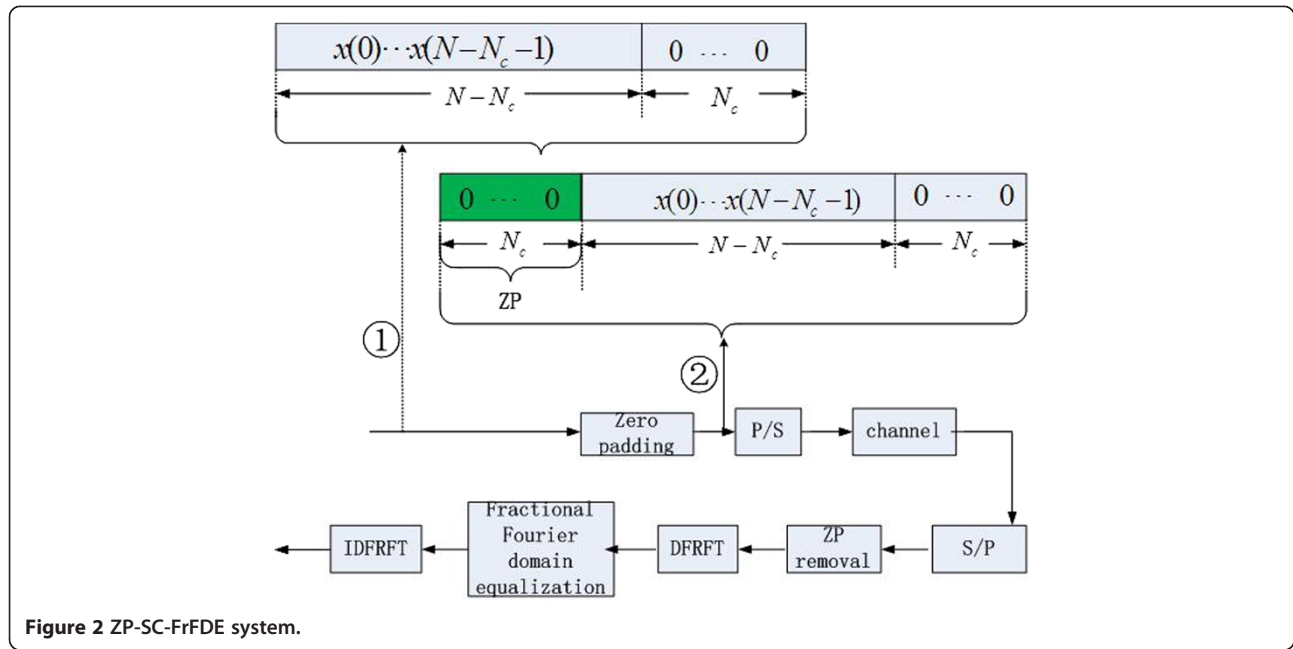 x(0)···x(N−N_c−1) 0 ··· 0
N−N_c N_c
0 ··· 0 x(0)···x(N−N_c−1) 0 ··· 0
N_c N−N_c N_c
ZP
①
②
Zero
padding
P/S
channel
IDFRFT
Fractional
Fourier
domain
equalization
DFRFT
ZP
removal
S/P
Figure 2 ZP-SC-FrFDE system.